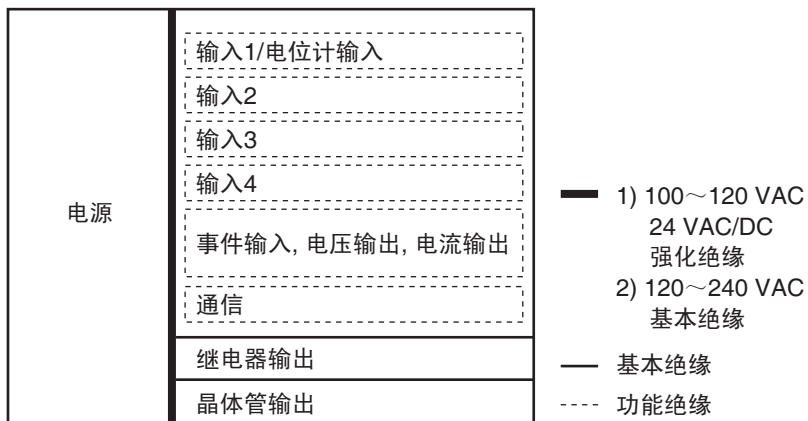 电源
输入1/电位计输入
输入2
输入3
输入4
事件输入, 电压输出, 电流输出
通信
继电器输出
晶体管输出
1) 100～120 VAC
24 VAC/DC
强化绝缘
2) 120～240 VAC
基本绝缘
基本绝缘
功能绝缘